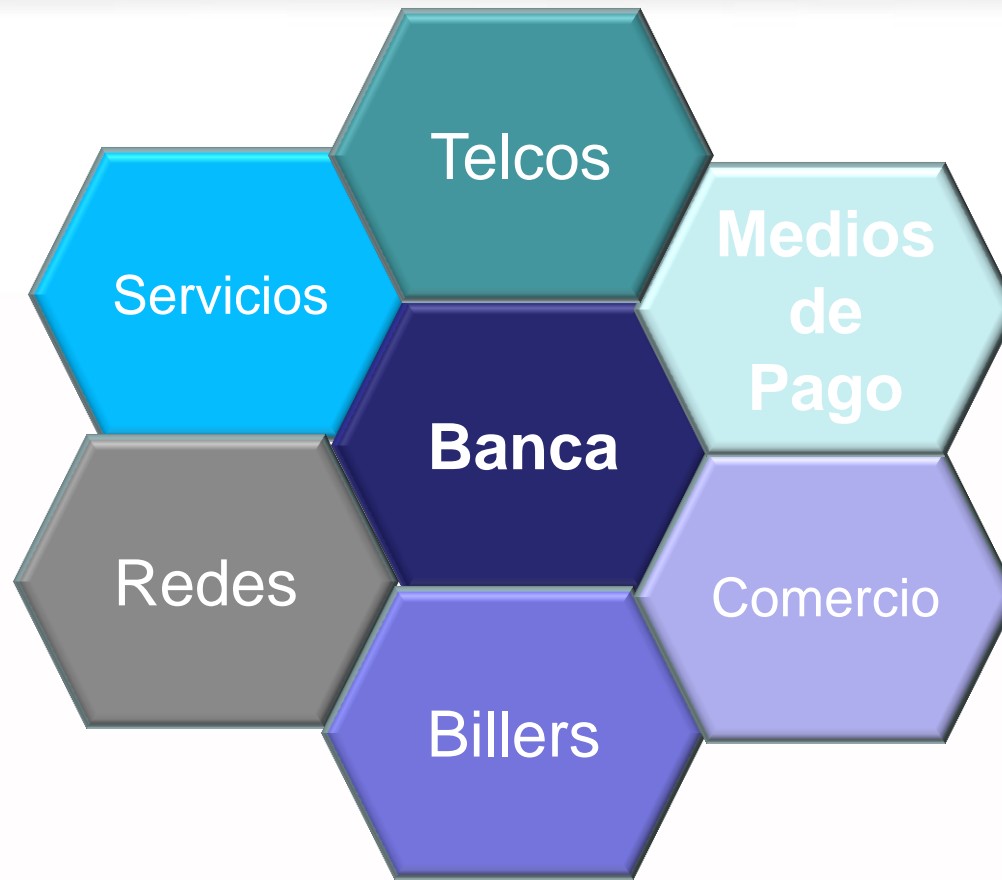 Telcos
Medios
de
Pago
Servicios
Banca
Redes
Comercio
Billers